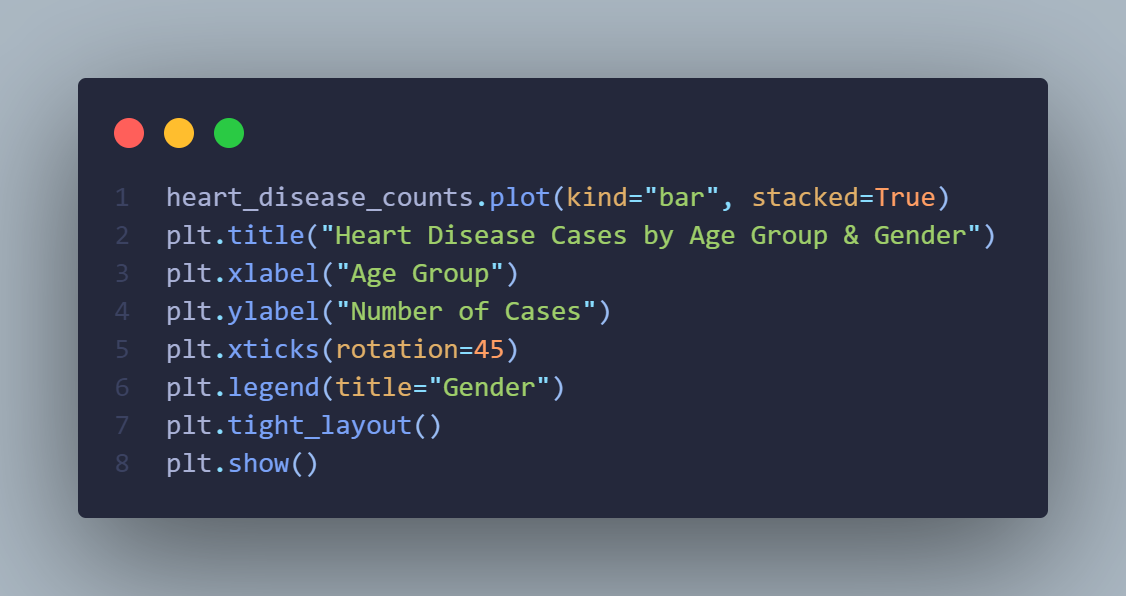 1 heart_disease_counts.plot(kind="bar", stacked=True)
2 plt.title("Heart Disease Cases by Age Group & Gender")
3 plt.xlabel("Age Group")
4 plt.ylabel("Number of Cases")
5 plt.xticks(rotation=45)
6 plt.legend(title="Gender")
7 plt.tight_layout()
8 plt.show()